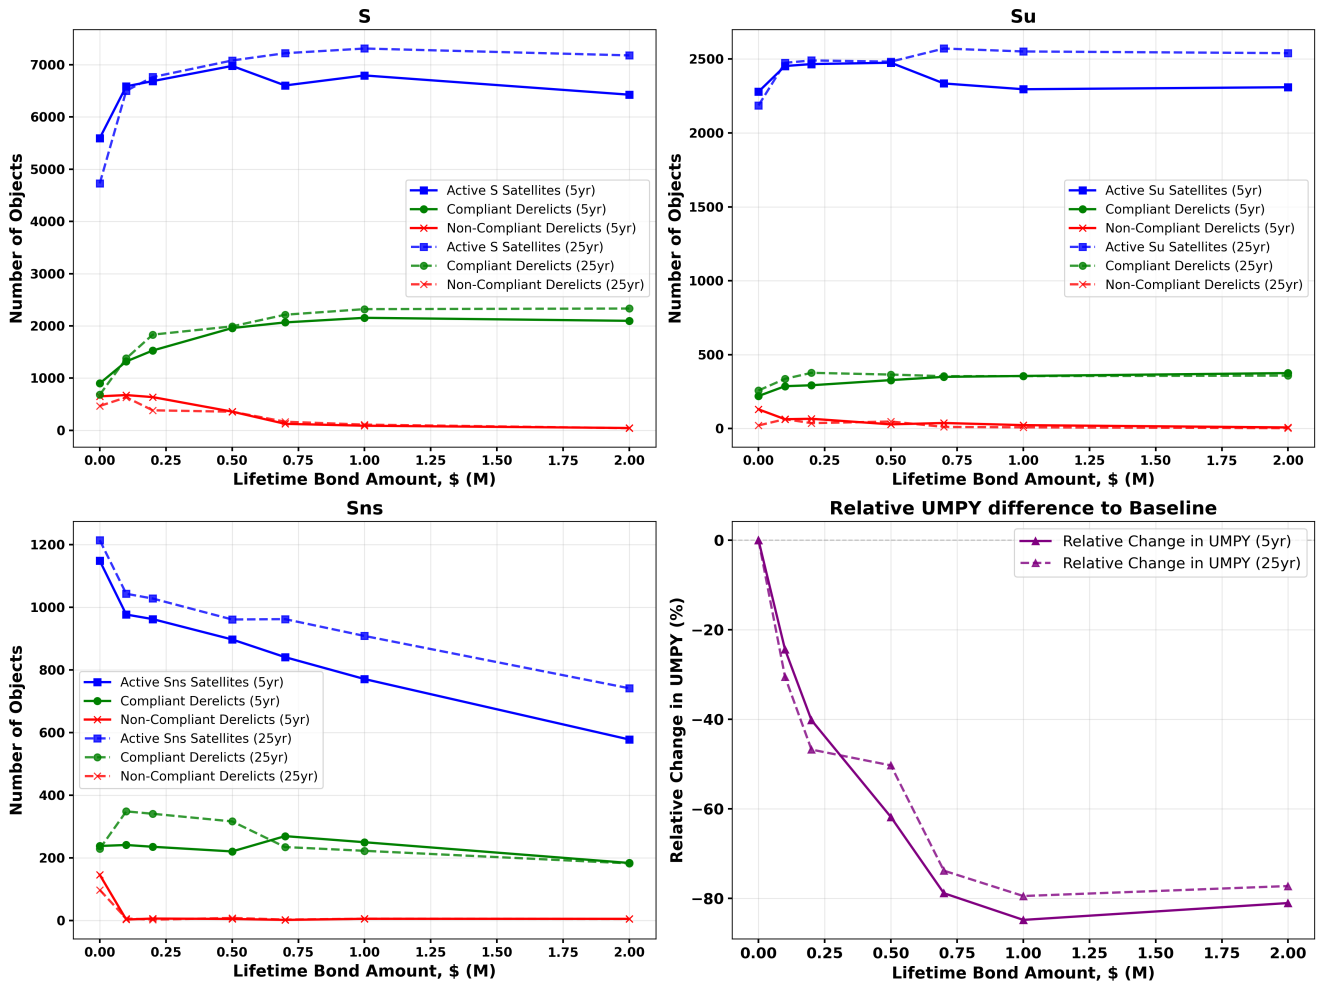 S
Number of Objects
7000
6000
5000
4000
3000
2000
1000
0
Active S Satellites (5yr)
Compliant Derelicts (5yr)
Non-Compliant Derelicts (5yr)
Active S Satellites (25yr)
Compliant Derelicts (25yr)
Non-Compliant Derelicts (25yr)
0.00 0.25 0.50 0.75 1.00 1.25 1.50 1.75 2.00
Lifetime Bond Amount, $ (M)
Su
Number of Objects
2500
2000
1500
1000
500
0
Active Su Satellites (5yr)
Compliant Derelicts (5yr)
Non-Compliant Derelicts (5yr)
Active Su Satellites (25yr)
Compliant Derelicts (25yr)
Non-Compliant Derelicts (25yr)
0.00 0.25 0.50 0.75 1.00 1.25 1.50 1.75 2.00
Lifetime Bond Amount, $ (M)
Sns
Number of Objects
1200
1000
800
600
400
200
0
Active Sns Satellites (5yr)
Compliant Derelicts (5yr)
Non-Compliant Derelicts (5yr)
Active Sns Satellites (25yr)
Compliant Derelicts (25yr)
Non-Compliant Derelicts (25yr)
0.00 0.25 0.50 0.75 1.00 1.25 1.50 1.75 2.00
Lifetime Bond Amount, $ (M)
Relative UMPY difference to Baseline
Relative Change in UMPY (%)
0
−20
−40
−60
−80
Relative Change in UMPY (5yr)
Relative Change in UMPY (25yr)
0.00 0.25 0.50 0.75 1.00 1.25 1.50 1.75 2.00
Lifetime Bond Amount, $ (M)